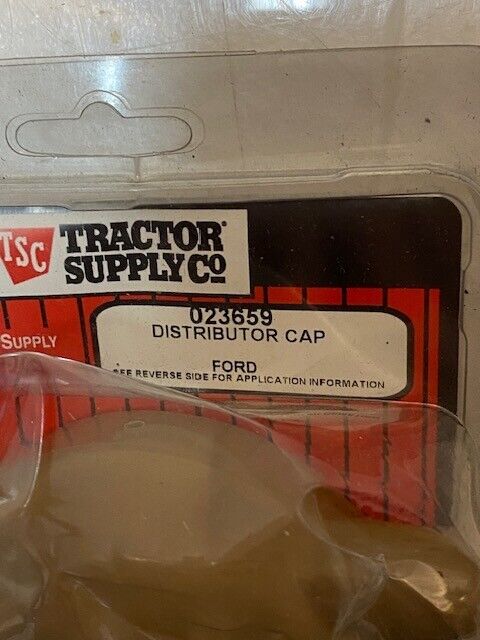 TSC TRACTOR
SUPPLY CO
SUPPLY
023659
DISTRIBUTOR CAP
FORD
SEE REVERSE SIDE FOR APPLICATION INFORMATION